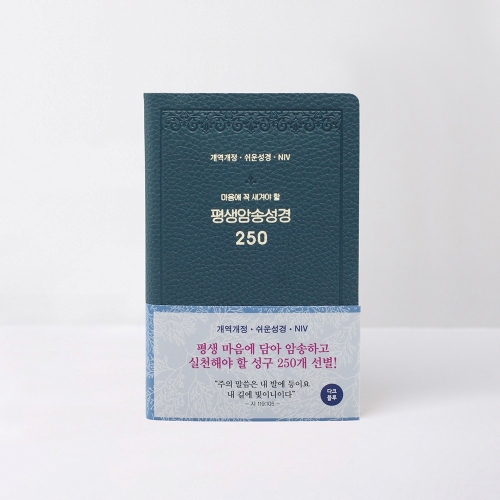 개역개정 · 쉬운성경 · NIV
마음에 꼭 새겨야 할
평생암송성경
250
개역개정 · 쉬운성경 · NIV
평생 마음에 담아 암송하고
실천해야 할 성구 250개 선별!
“주의 말씀은 내 발에 등이요
내 길에 빛이니이다”
- 시 119:105 -
다크
블루